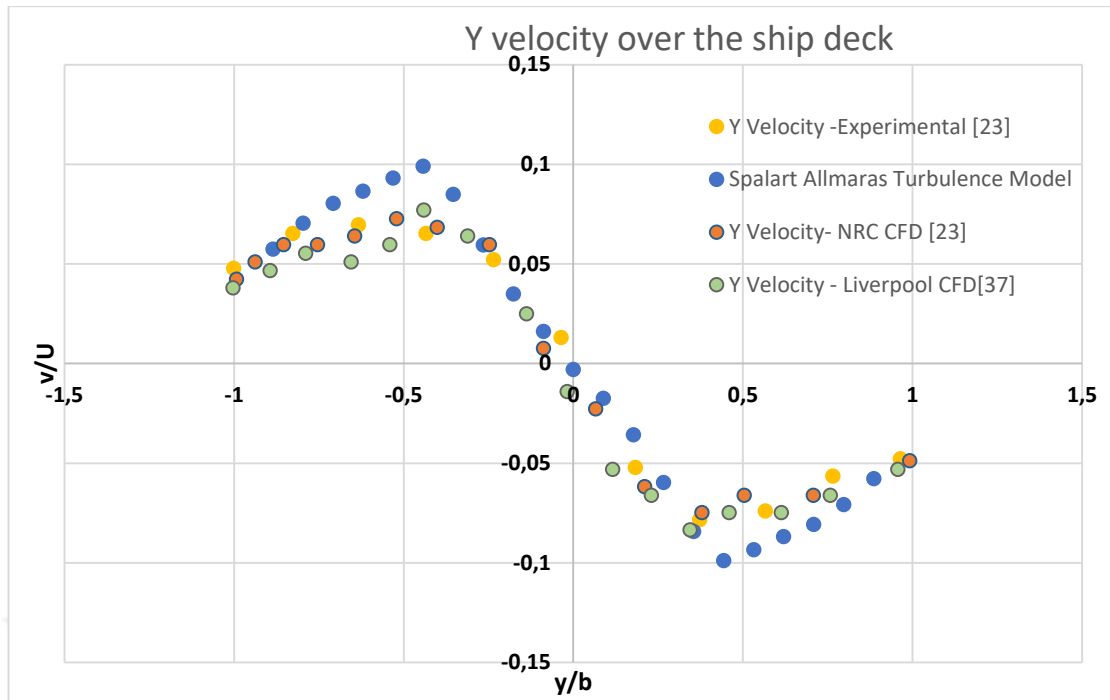 Y velocity over the ship deck
0,15
Y Velocity -Experimental [23]
0,1
Spalart Allmaras Turbulence Model
Y Velocity- NRC CFD [23]
0,05
Y Velocity - Liverpool CFD[37]
v/U
0
-1,5
-1
-0,5
0
0,5
1
1,5
-0,05
-0,1
-0,15
y/b